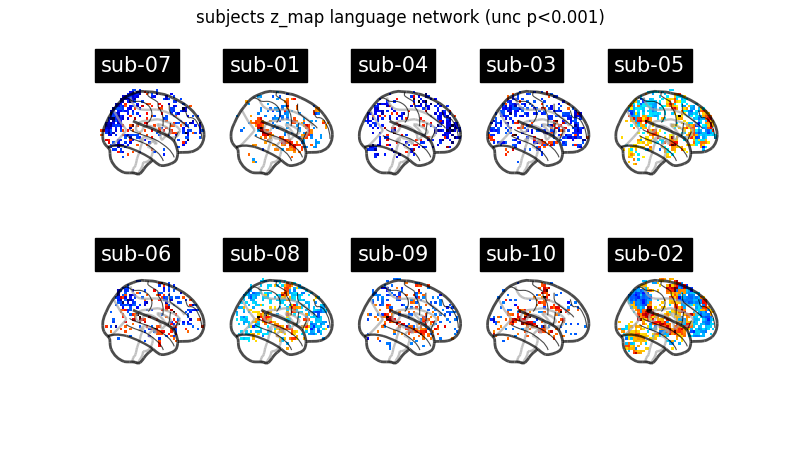 subjects z_map language network (unc p<0.001)
sub-07 sub-01 sub-04 sub-03 sub-05
sub-06 sub-08 sub-09 sub-10 sub-02